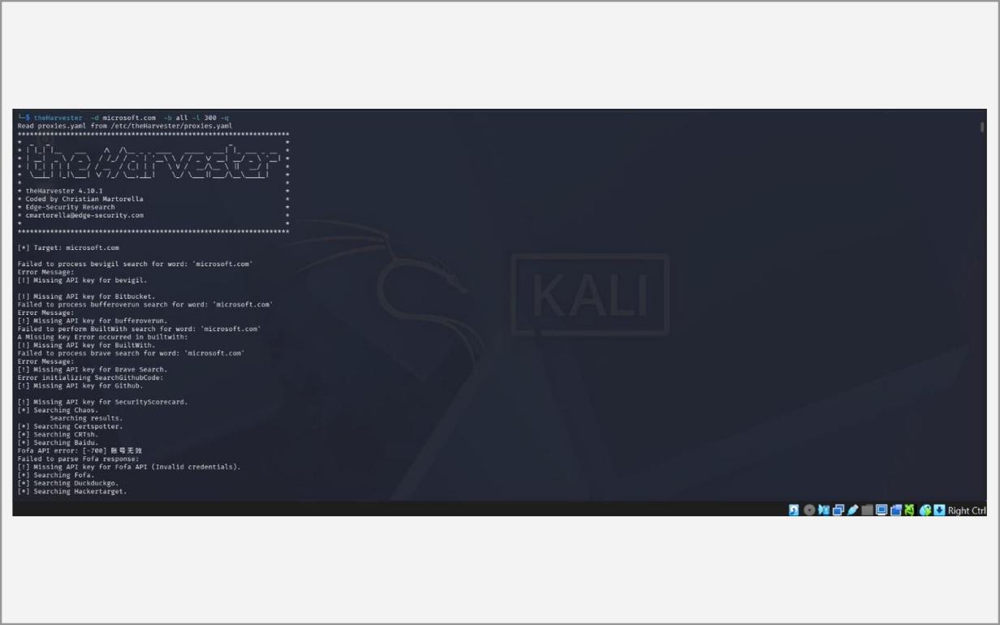 └─$ theHarvester -d microsoft.com -b all -l 300 -q
Read proxies.yaml from /etc/theHarvester/proxies.yaml
*******************************************************************
theHarvester
* theHarvester 4.10.1 *
* Coded by Christian Martorella *
* Edge-Security Research *
* cmartorella@edge-security.com *
* *
*******************************************************************
[*] Target: microsoft.com
Failed to process bevigil search for word: 'microsoft.com'
Error Message:
[!] Missing API key for bevigil.
[!] Missing API key for Bitbucket.
Failed to process bufferoverun search for word: 'microsoft.com'
Error Message:
[!] Missing API key for bufferoverun.
Failed to perform BuiltWith search for word: 'microsoft.com'
A Missing Key Error occurred in builtwith:
[!] Missing API key for BuiltWith.
Failed to process brave search for word: 'microsoft.com'
Error Message:
[!] Missing API key for Brave Search.
Error initializing SearchGithubCode:
[!] Missing API key for Github.
[!] Missing API key for SecurityScorecard.
[*] Searching Chaos.
Searching results.
[*] Searching Certspotter.
[*] Searching CRTsh.
[*] Searching Baidu.
Fofa API error: [-700] 账号无效
Failed to parse Fofa response:
[!] Missing API key for Fofa API (Invalid credentials).
[*] Searching Fofa.
[*] Searching Duckduckgo.
[*] Searching Hackertarget.
KALI
Right Ctrl